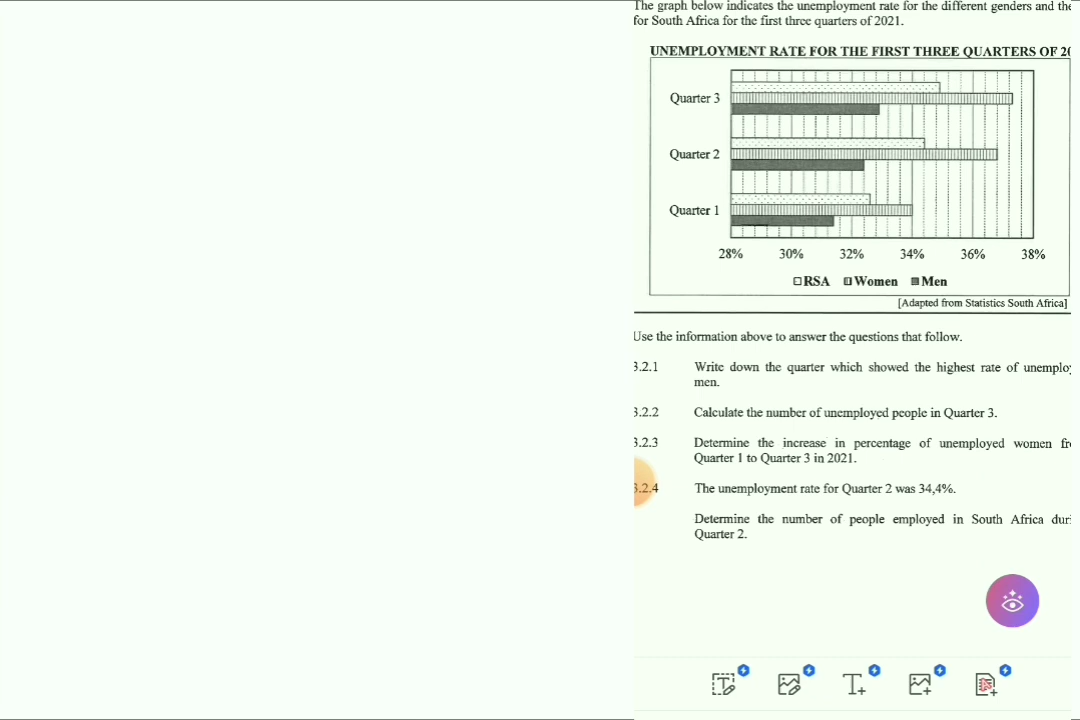 The graph below indicates the unemployment rate for the different genders and the
for South Africa for the first three quarters of 2021.
UNEMPLOYMENT RATE FOR THE FIRST THREE QUARTERS OF 20
Quarter 3
Quarter 2
Quarter 1
28% 30% 32% 34% 36% 38%
RSA Women Men
[Adapted from Statistics South Africa]
Use the information above to answer the questions that follow.
3.2.1 Write down the quarter which showed the highest rate of unemploy
men.
3.2.2 Calculate the number of unemployed people in Quarter 3.
3.2.3 Determine the increase in percentage of unemployed women fr
Quarter 1 to Quarter 3 in 2021.
3.2.4 The unemployment rate for Quarter 2 was 34,4%.
Determine the number of people employed in South Africa duri
Quarter 2.